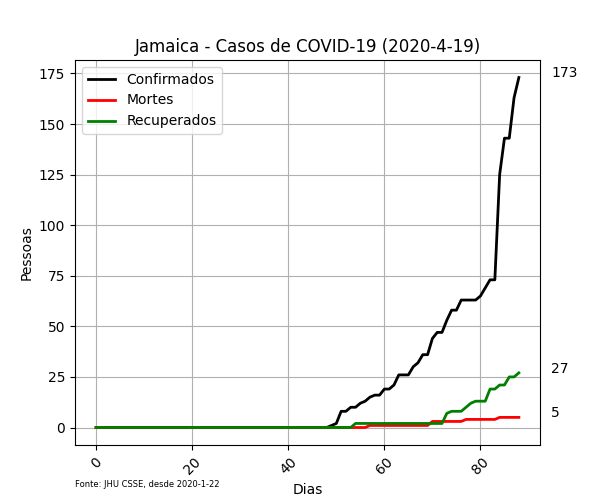 Jamaica - Casos de COVID-19 (2020-4-19)
Confirmados
Mortes
Recuperados
175
150
125
100
75
50
25
0
Pessoas
173
27
5
0
20
40
60
80
Fonte: JHU CSSE, desde 2020-1-22
Dias